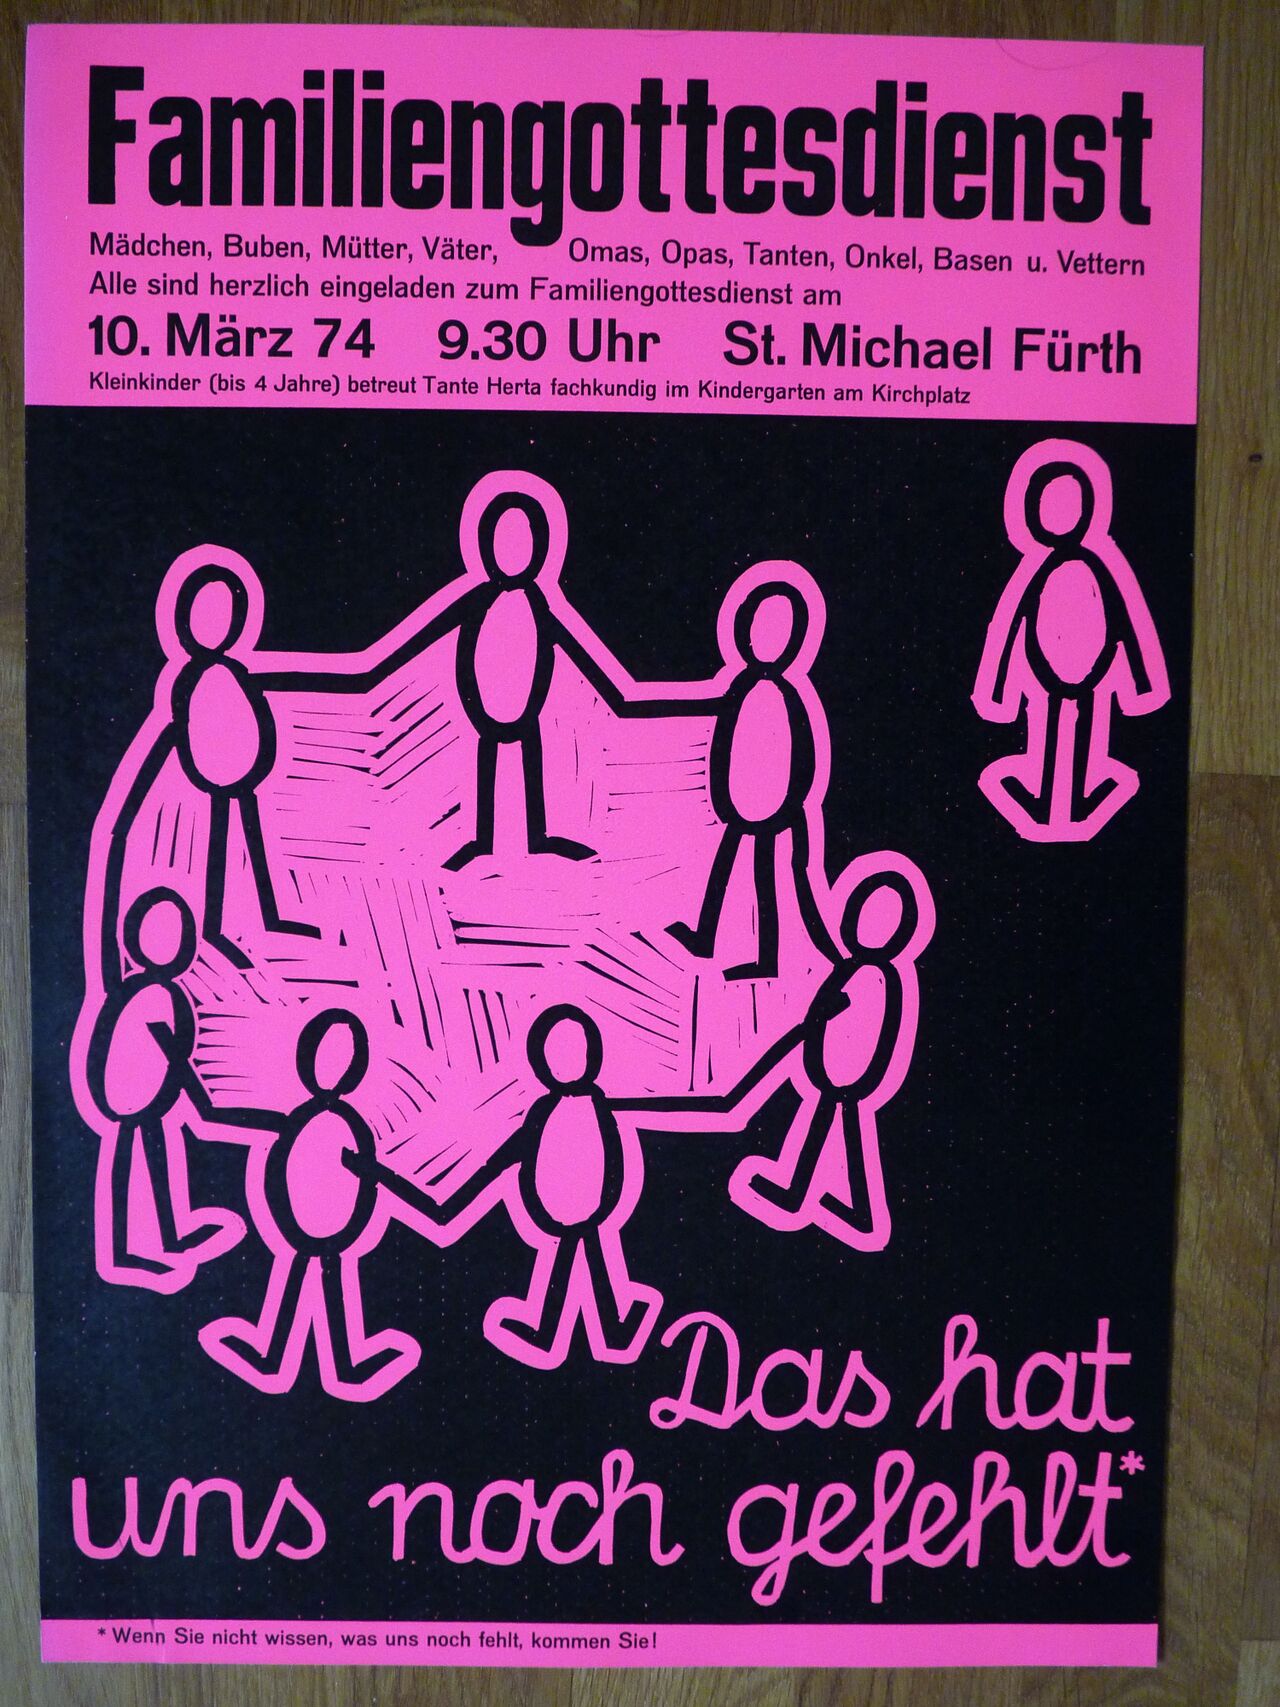 Familiengottesdienst
Mädchen, Buben, Mütter, Väter, Omas, Opas, Tanten, Onkel, Basen u. Vettern
Alle sind herzlich eingeladen zum Familiengottesdienst am
10. März 74 9.30 Uhr St. Michael Fürth
Kleinkinder (bis 4 Jahre) betreut Tante Herta fachkundig im Kindergarten am Kirchplatz
Das hat
uns noch gefehlt*
* Wenn Sie nicht wissen, was uns noch fehlt, kommen Sie!